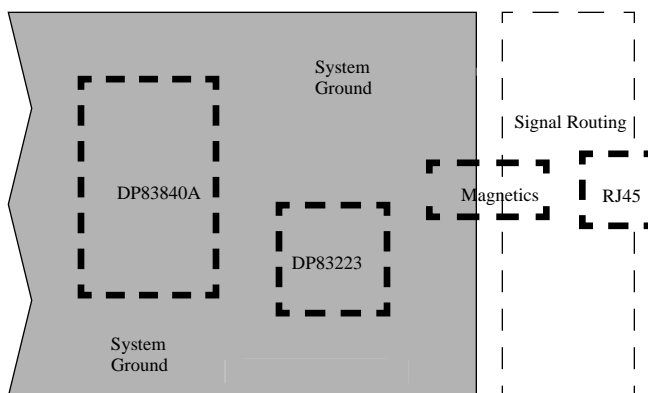 System
Ground
Signal Routing
DP83840A
Magnetics
RJ45
DP83223
System
Ground